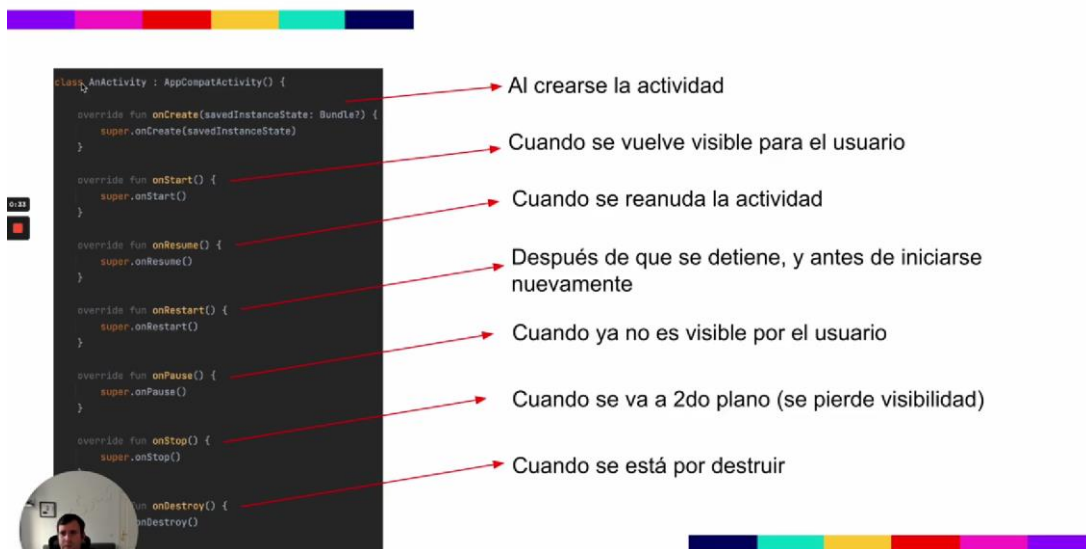 class AnActivity : AppCompatActivity() {
override fun onCreate(savedInstanceState: Bundle?) {
super.onCreate(savedInstanceState)
}
override fun onStart() {
super.onStart()
}
override fun onResume() {
super.onResume()
}
override fun onRestart() {
super.onRestart()
}
override fun onPause() {
super.onPause()
}
override fun onStop() {
super.onStop()
un onDestroy() {
onDestroy()
Al crearse la actividad
Cuando se vuelve visible para el usuario
Cuando se reanuda la actividad
Después de que se detiene, y antes de iniciarse
nuevamente
Cuando ya no es visible por el usuario
Cuando se va a 2do plano (se pierde visibilidad)
Cuando se está por destruir
0:33